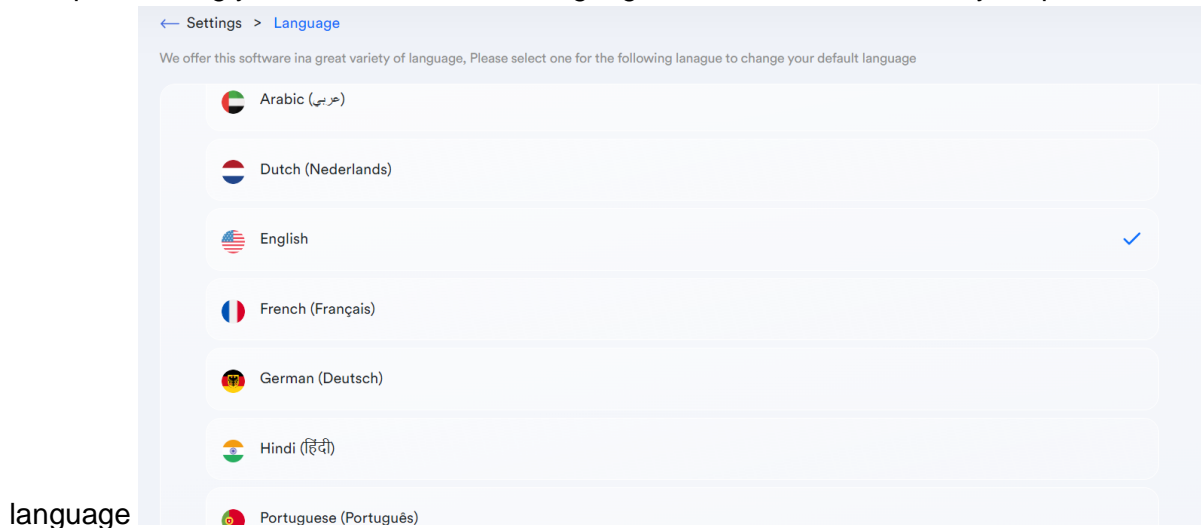 ← Settings > Language
We offer this software ina great variety of language, Please select one for the following lanague to change your default language
Arabic (عربي)
Dutch (Nederlands)
English
French (Français)
German (Deutsch)
Hindi (हिंदी)
Portuguese (Português)
language